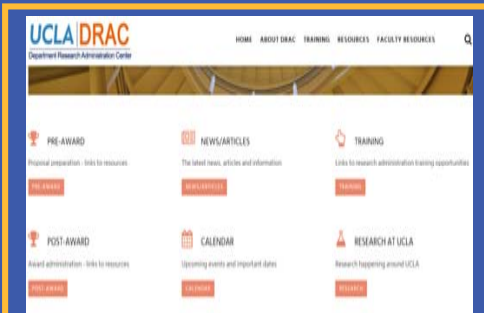 UCLA DRAC
Department Research Administration Center
HOME ABOUT DRAC TRAINING RESOURCES FACULTY RESOURCES
PRE-AWARD
Proposal preparation - links to resources
PRE-AWARD
NEWS/ARTICLES
The latest news, articles and information
NEWS/ARTICLES
TRAINING
Links to research administration training opportunities
TRAINING
POST-AWARD
Award administration - links to resources
POST-AWARD
CALENDAR
Upcoming events and important dates
CALENDAR
RESEARCH AT UCLA
Research happening around UCLA
RESEARCH